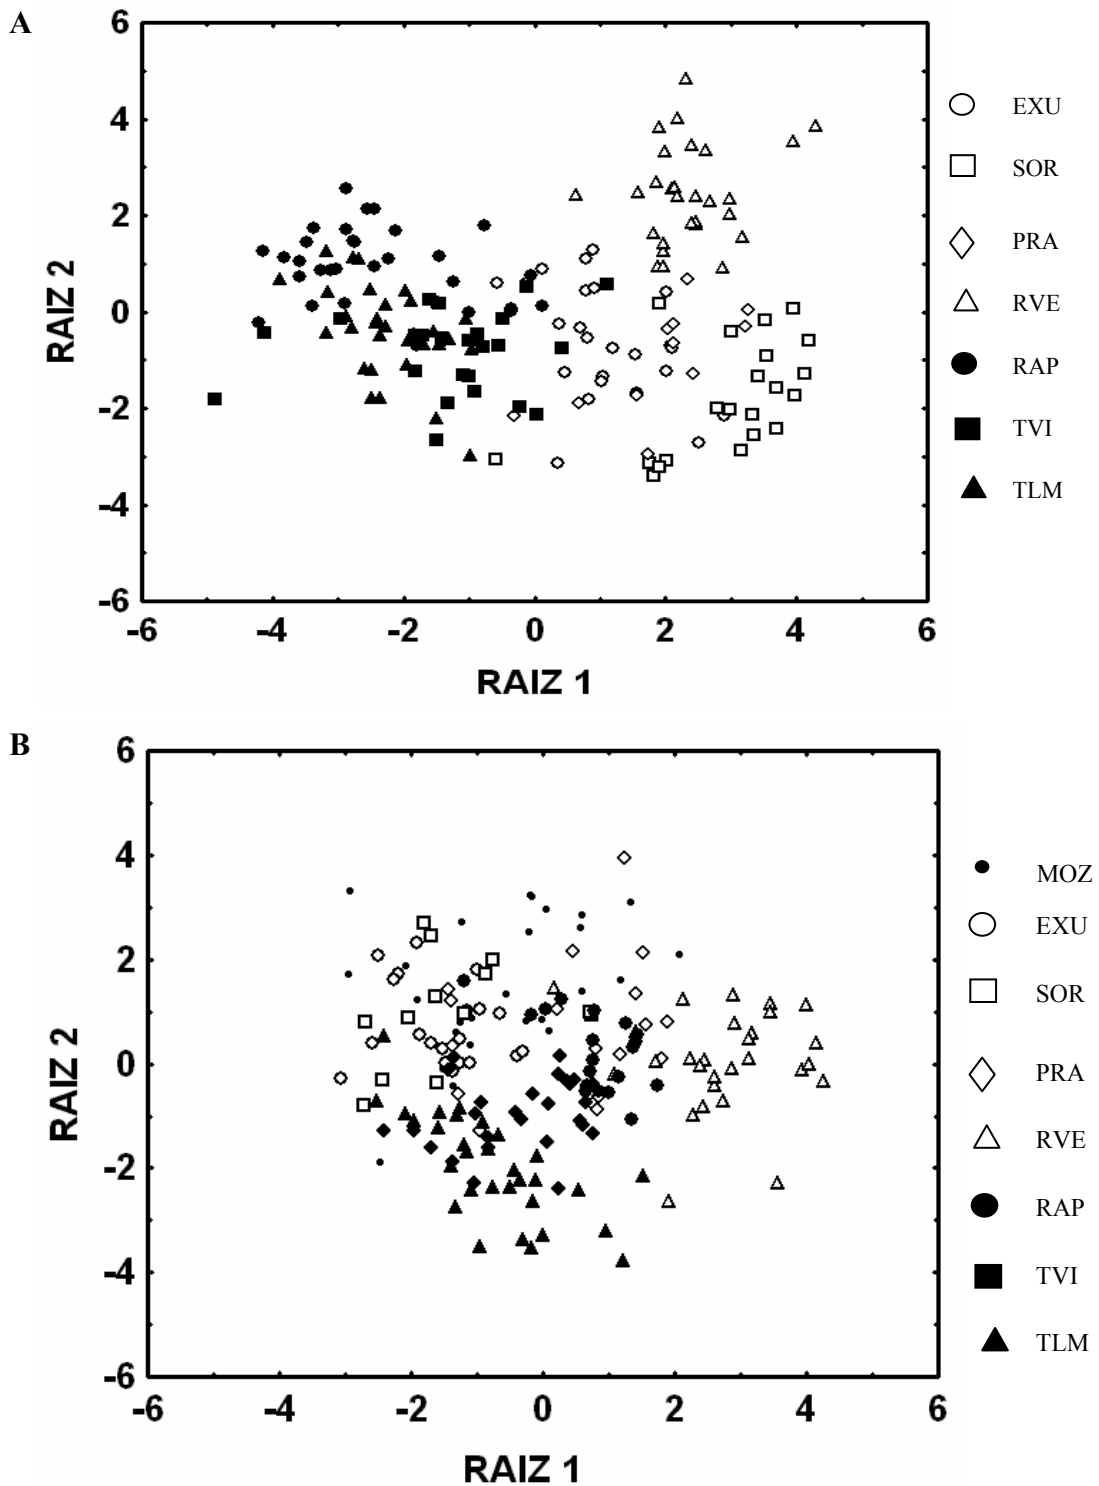 A
6
4
2
0
-2
-4
-6
RAIZ 2
-6 -4 -2 0 2 4 6
RAIZ 1
EXU
SOR
PRA
RVE
RAP
TVI
TLM
B
6
4
2
0
-2
-4
-6
RAIZ 2
-6 -4 -2 0 2 4 6
RAIZ 1
MOZ
EXU
SOR
PRA
RVE
RAP
TVI
TLM